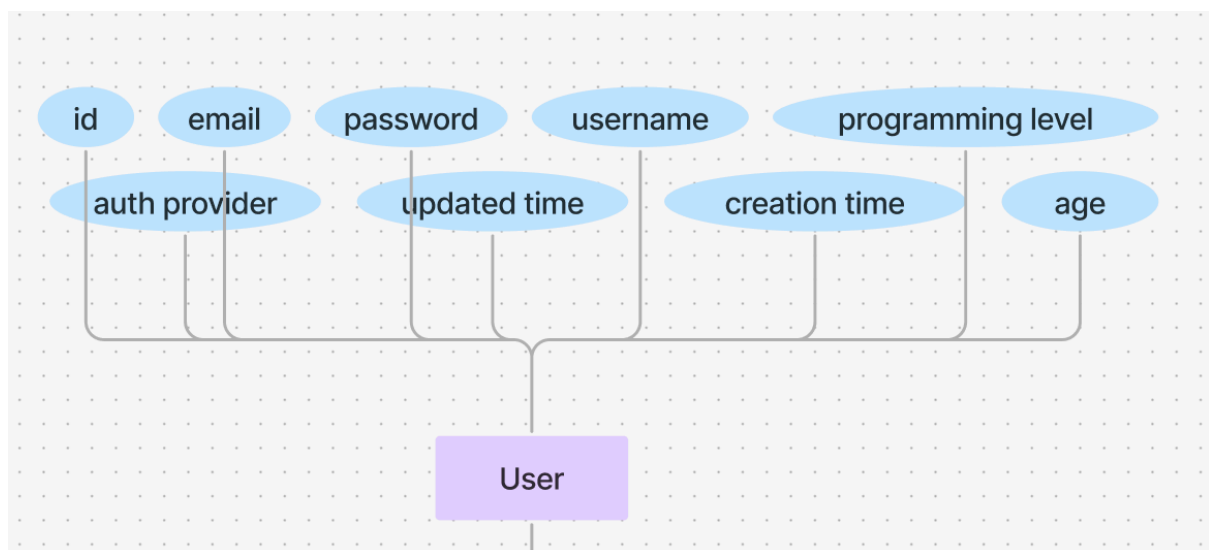 id email password username programming level
auth provider updated time creation time age
User